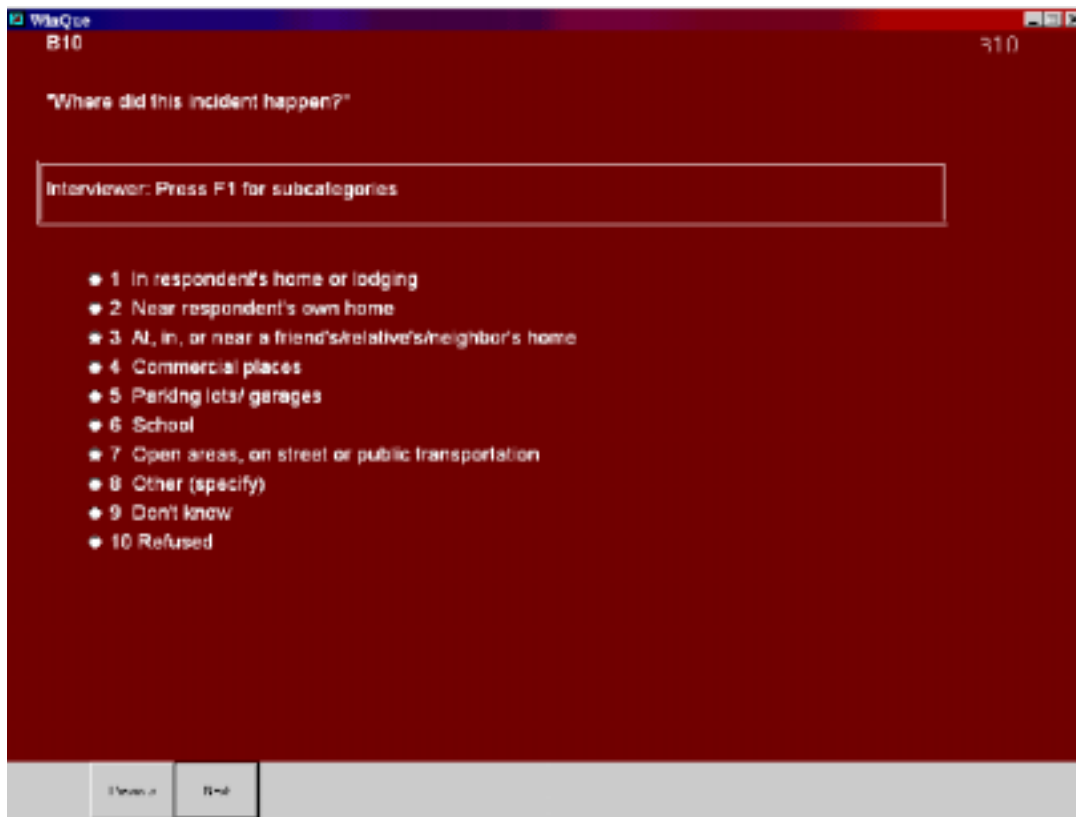 WinQue
B10
B10
"Where did this incident happen?"
Interviewer: Press F1 for subcategories
1 In respondent's home or lodging
2 Near respondent's own home
3 At, in, or near a friend's/relative's/neighbor's home
4 Commercial places
5 Parking lots/ garages
6 School
7 Open areas, on street or public transportation
8 Other (specify)
9 Don't know
10 Refused
Previous Next